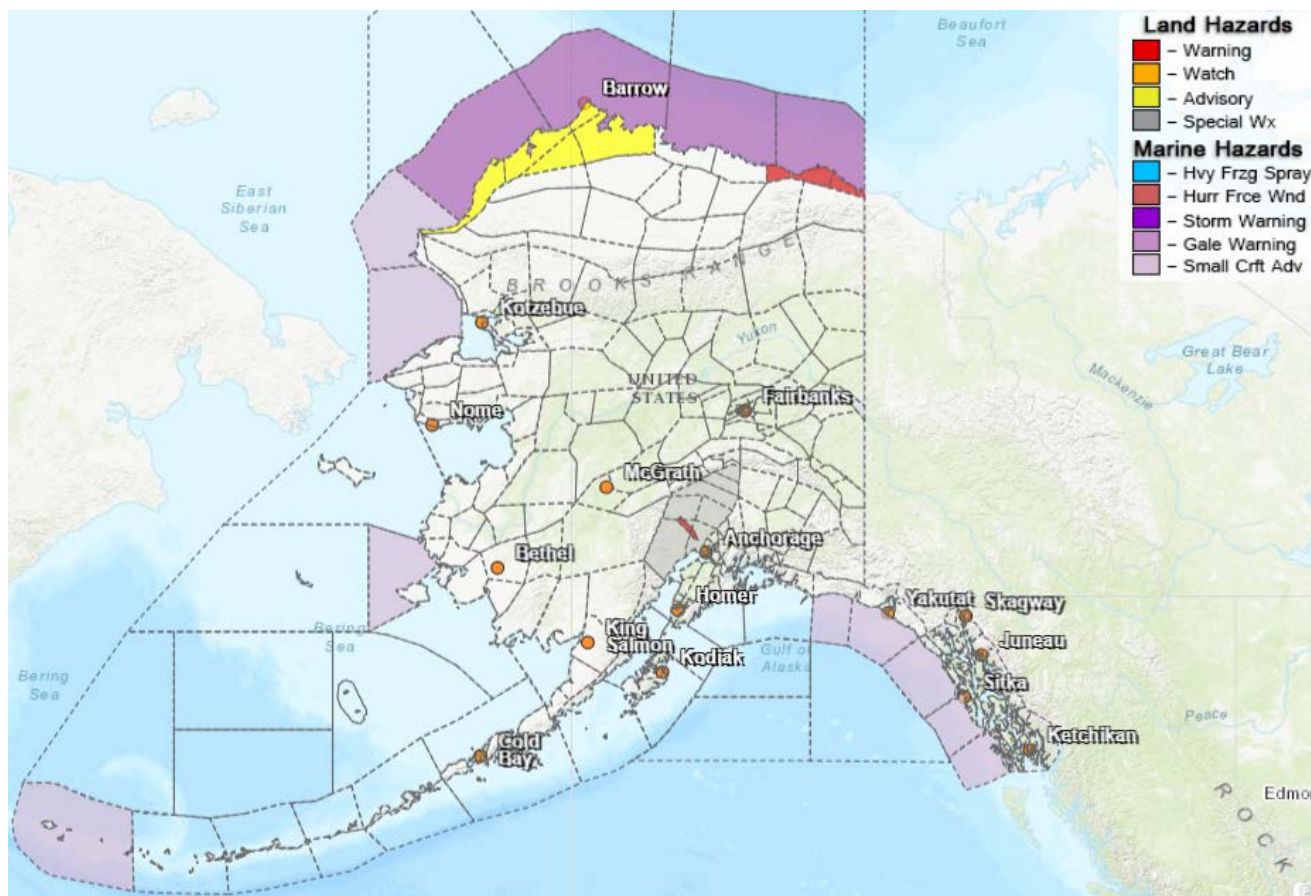 Land Hazards
– Warning
– Watch
– Advisory
– Special Wx
Marine Hazards
– Hvy Frzg Spray
– Hurr Frce Wnd
– Storm Warning
– Gale Warning
– Small Crft Adv
Beaufort
Sea
Barrow
East
Siberian
Sea
BROOKS RANGE
Kotzebue
Yukon
Great Bear
Lake
Mackenzie
UNITED
STATES
Fairbanks
Nome
McGrath
Anchorage
Bethel
Homer
Yakutat
Skagway
King
Salmon
Juneau
Bering
Sea
Gulf of
Alaska
Kodiak
Bering
Sea
Sitka
Peace
Ketchikan
Cold
Bay
Edmo
ROCK